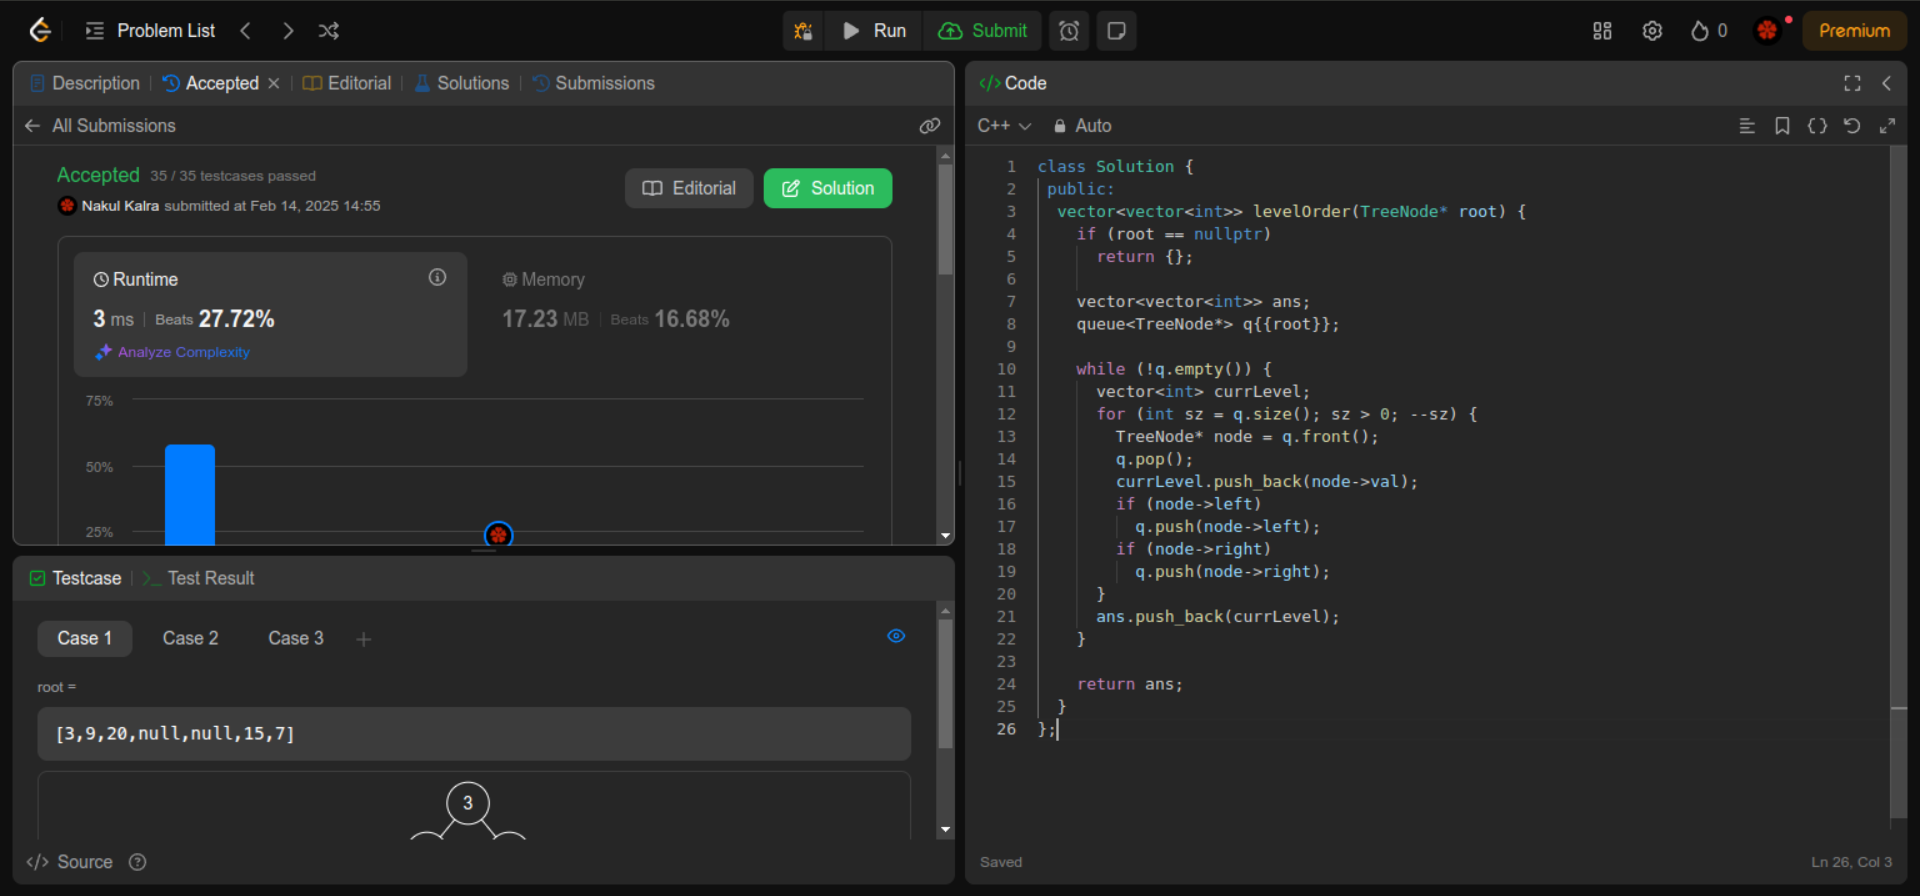 Problem List
Run
Submit
0
Premium
Description
Accepted
Editorial
Solutions
Submissions
All Submissions
Accepted 35 / 35 testcases passed
Nakul Kalra submitted at Feb 14, 2025 14:55
Editorial
Solution
Runtime
3 ms | Beats 27.72%
Analyze Complexity
Memory
17.23 MB | Beats 16.68%
75%
50%
25%
Testcase
>_ Test Result
Case 1
Case 2
Case 3
+
root =
[3,9,20,null,null,15,7]
3
</> Source
</> Code
C++
Auto
1 class Solution {
2 public:
3 vector<vector<int>> levelOrder(TreeNode* root) {
4 if (root == nullptr)
5 return {};
6
7 vector<vector<int>> ans;
8 queue<TreeNode*> q{{root}};
9
10 while (!q.empty()) {
11 vector<int> currLevel;
12 for (int sz = q.size(); sz > 0; --sz) {
13 TreeNode* node = q.front();
14 q.pop();
15 currLevel.push_back(node->val);
16 if (node->left)
17 q.push(node->left);
18 if (node->right)
19 q.push(node->right);
20 }
21 ans.push_back(currLevel);
22 }
23
24 return ans;
25 }
26 };
Saved
Ln 26, Col 3